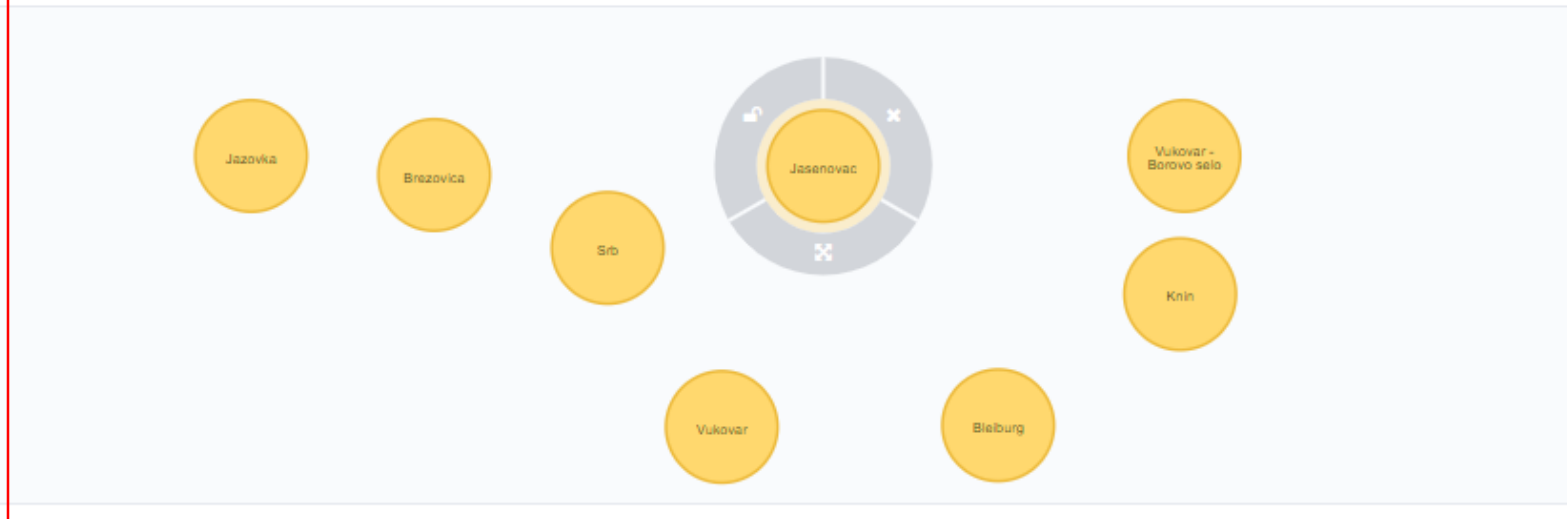 Jazovka
Brezovica
Srb
Jasenovac
Vukovar -
Borovo selo
Knin
Vukovar
Bleiburg